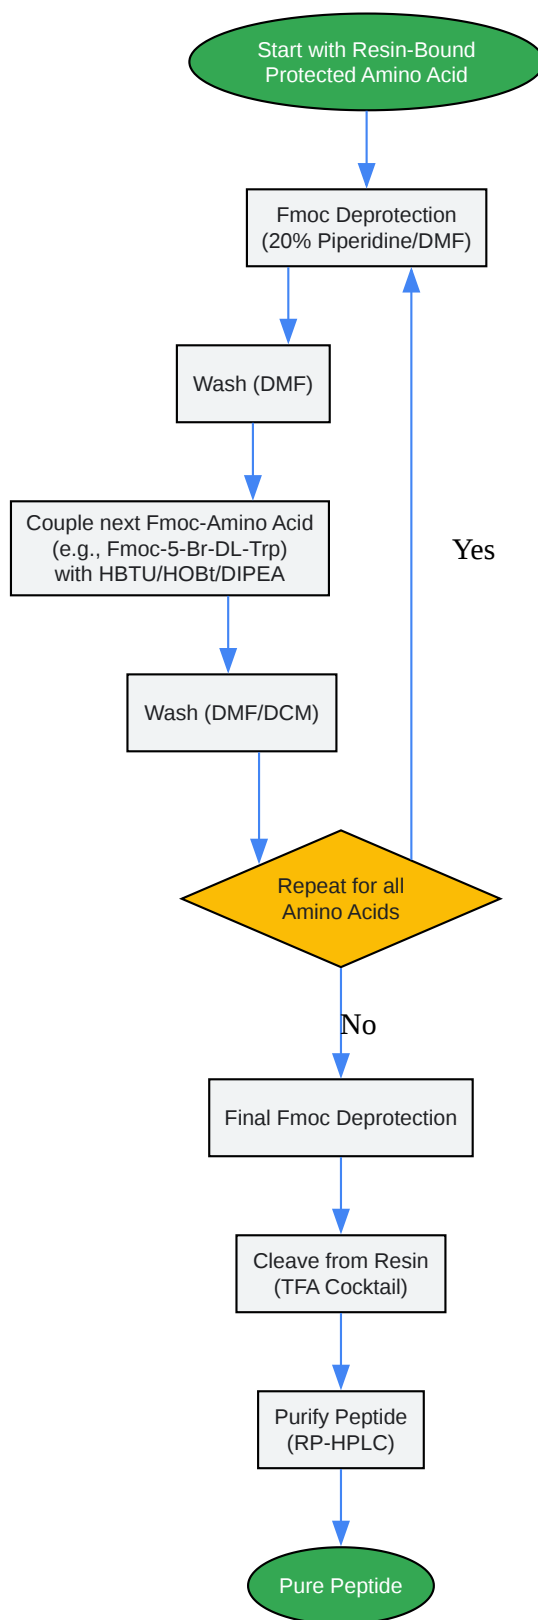 Start with Resin-Bound
Protected Amino Acid
Fmoc Deprotection
(20% Piperidine/DMF)
Wash (DMF)
Couple next Fmoc-Amino Acid
(e.g., Fmoc-5-Br-DL-Trp)
with HBTU/HOBt/DIPEA
Yes
Wash (DMF/DCM)
Repeat for all
Amino Acids
No
Final Fmoc Deprotection
Cleave from Resin
(TFA Cocktail)
Purify Peptide
(RP-HPLC)
Pure Peptide